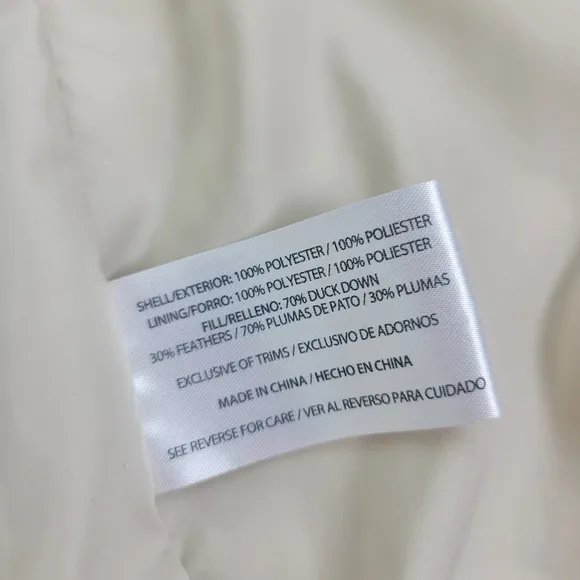 SHELL/EXTERIOR: 100% POLYESTER / 100% POLIESTER
LINING/FORRO: 100% POLYESTER / 100% POLIESTER
FILL/RELLENO: 70% DUCK DOWN
30% FEATHERS / 70% PLUMAS DE PATO / 30% PLUMAS
EXCLUSIVE OF TRIMS / EXCLUSIVO DE ADORNOS
MADE IN CHINA / HECHO EN CHINA
SEE REVERSE FOR CARE / VER AL REVERSO PARA CUIDADO